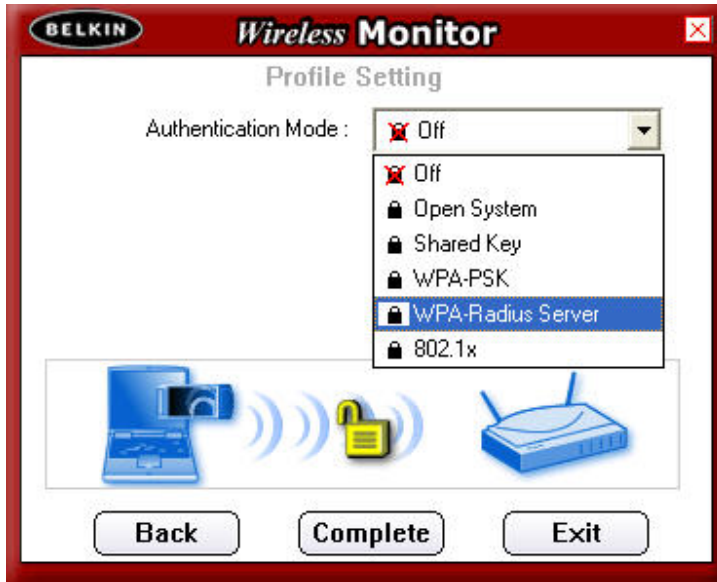 BELKIN
Wireless Monitor
Profile Setting
Authentication Mode : Off
Off
Open System
Shared Key
WPA-PSK
WPA-Radius Server
802.1x
Back Complete Exit